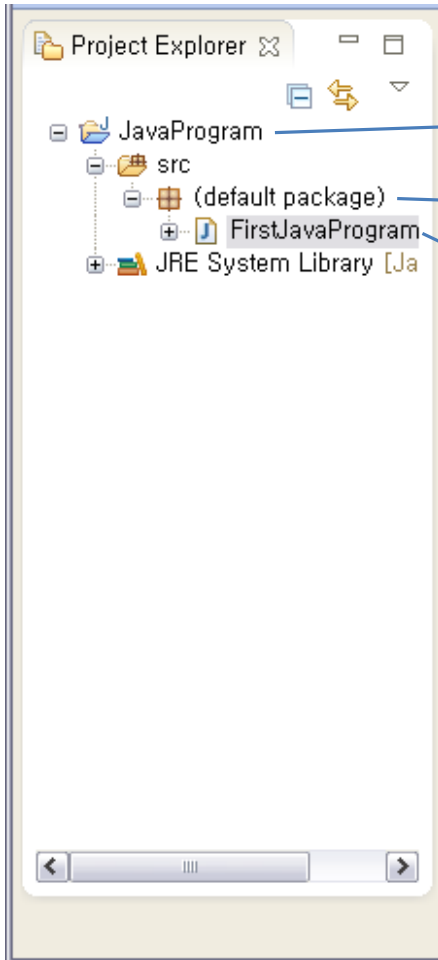 Project Explorer
JavaProgram
src
(default package)
FirstJavaProgram
JRE System Library [Ja